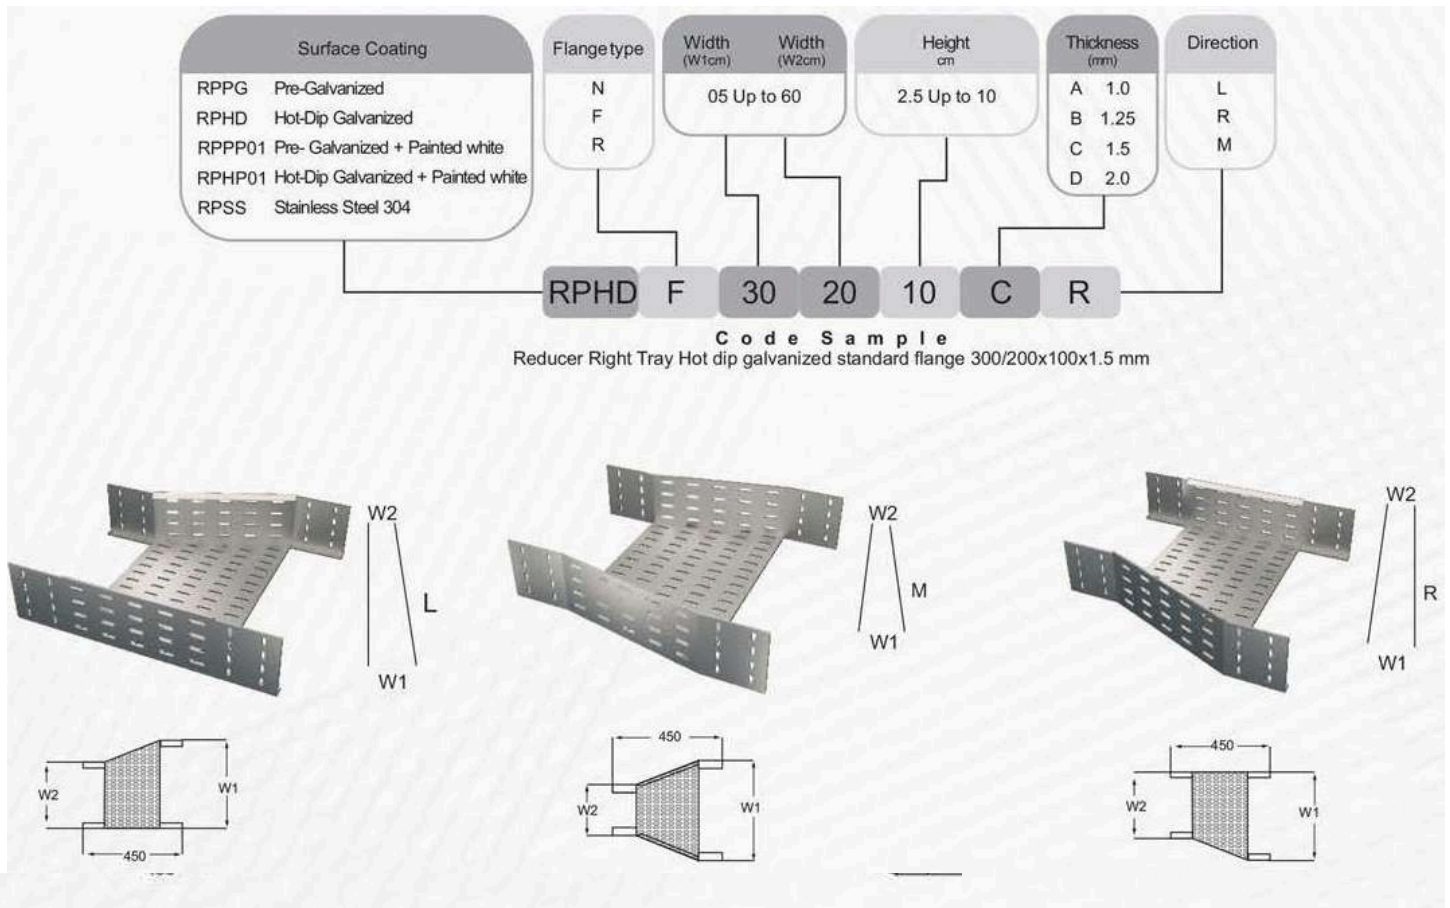 Surface Coating
RPPG Pre-Galvanized
RPHD Hot-Dip Galvanized
RPPP01 Pre- Galvanized + Painted white
RPHP01 Hot-Dip Galvanized + Painted white
RPSS Stainless Steel 304
Flange type
N
F
R
Width Width
(W1cm) (W2cm)
05 Up to 60
Height
cm
2.5 Up to 10
Thickness
(mm)
A 1.0
B 1.25
C 1.5
D 2.0
Direction
L
R
M
RPHD F 30 20 10 C R
Code Sample
Reducer Right Tray Hot dip galvanized standard flange 300/200x100x1.5 mm
W2
L
W1
W2
M
W1
W2
R
W1
W2
W1
450
450
W2
W1
450
W2
W1